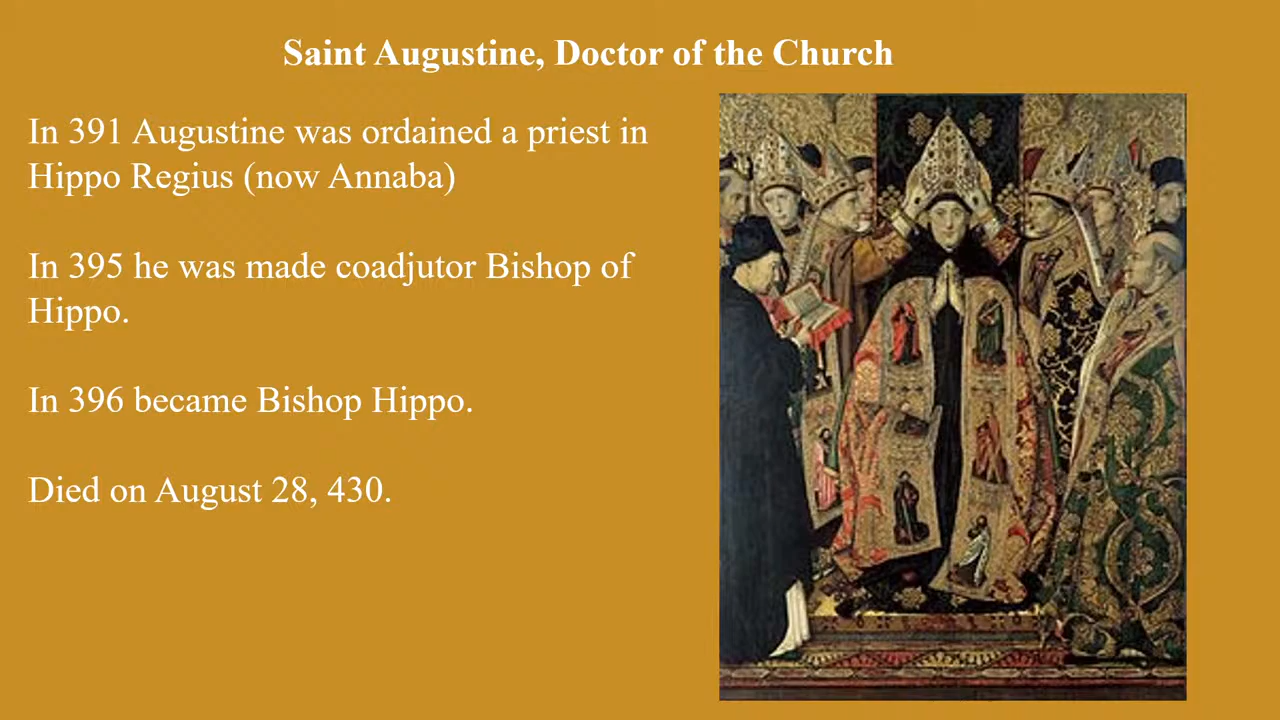 Saint Augustine, Doctor of the Church
In 391 Augustine was ordained a priest in
Hippo Regius (now Annaba)
In 395 he was made coadjutor Bishop of
Hippo.
In 396 became Bishop Hippo.
Died on August 28, 430.